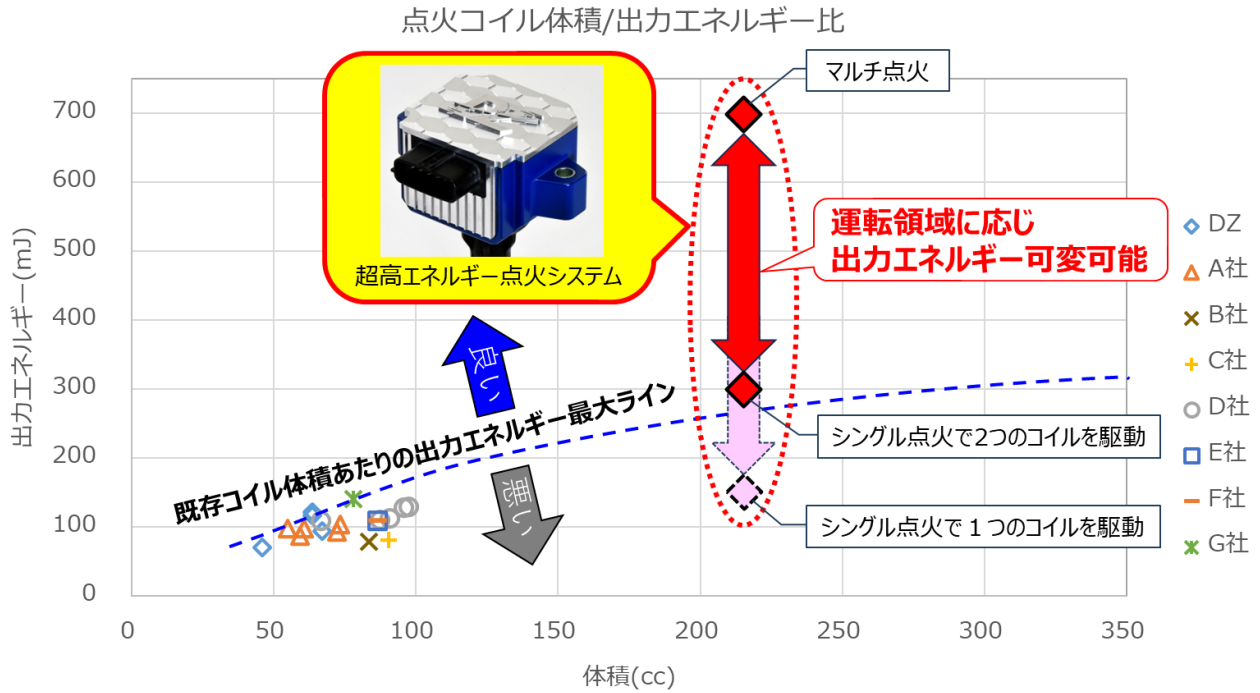 点火コイル体積/出力エネルギー比
マルチ点火
超高エネルギー点火システム
運転領域に応じ
出力エネルギー可変可能
良い
既存コイル体積あたりの出力エネルギー最大ライン
悪い
シングル点火で2つのコイルを駆動
シングル点火で１つのコイルを駆動
出力エネルギー(mJ)
700
600
500
400
300
200
100
0
0
50
100
150
200
250
300
350
体積(cc)
DZ
A社
B社
C社
D社
E社
F社
G社